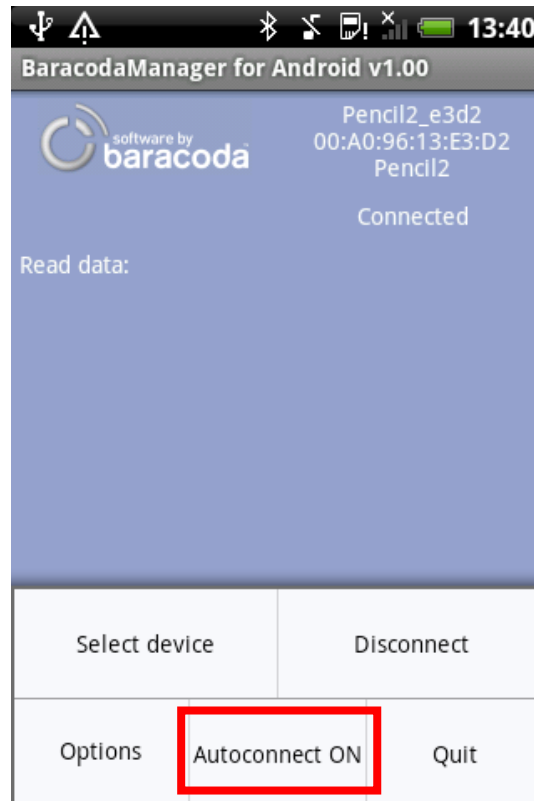 13:40
BaracodaManager for Android v1.00
software by
baracoda
Pencil2_e3d2
00:A0:96:13:E3:D2
Pencil2
Connected
Read data:
Select device Disconnect
Options Autoconnect ON Quit